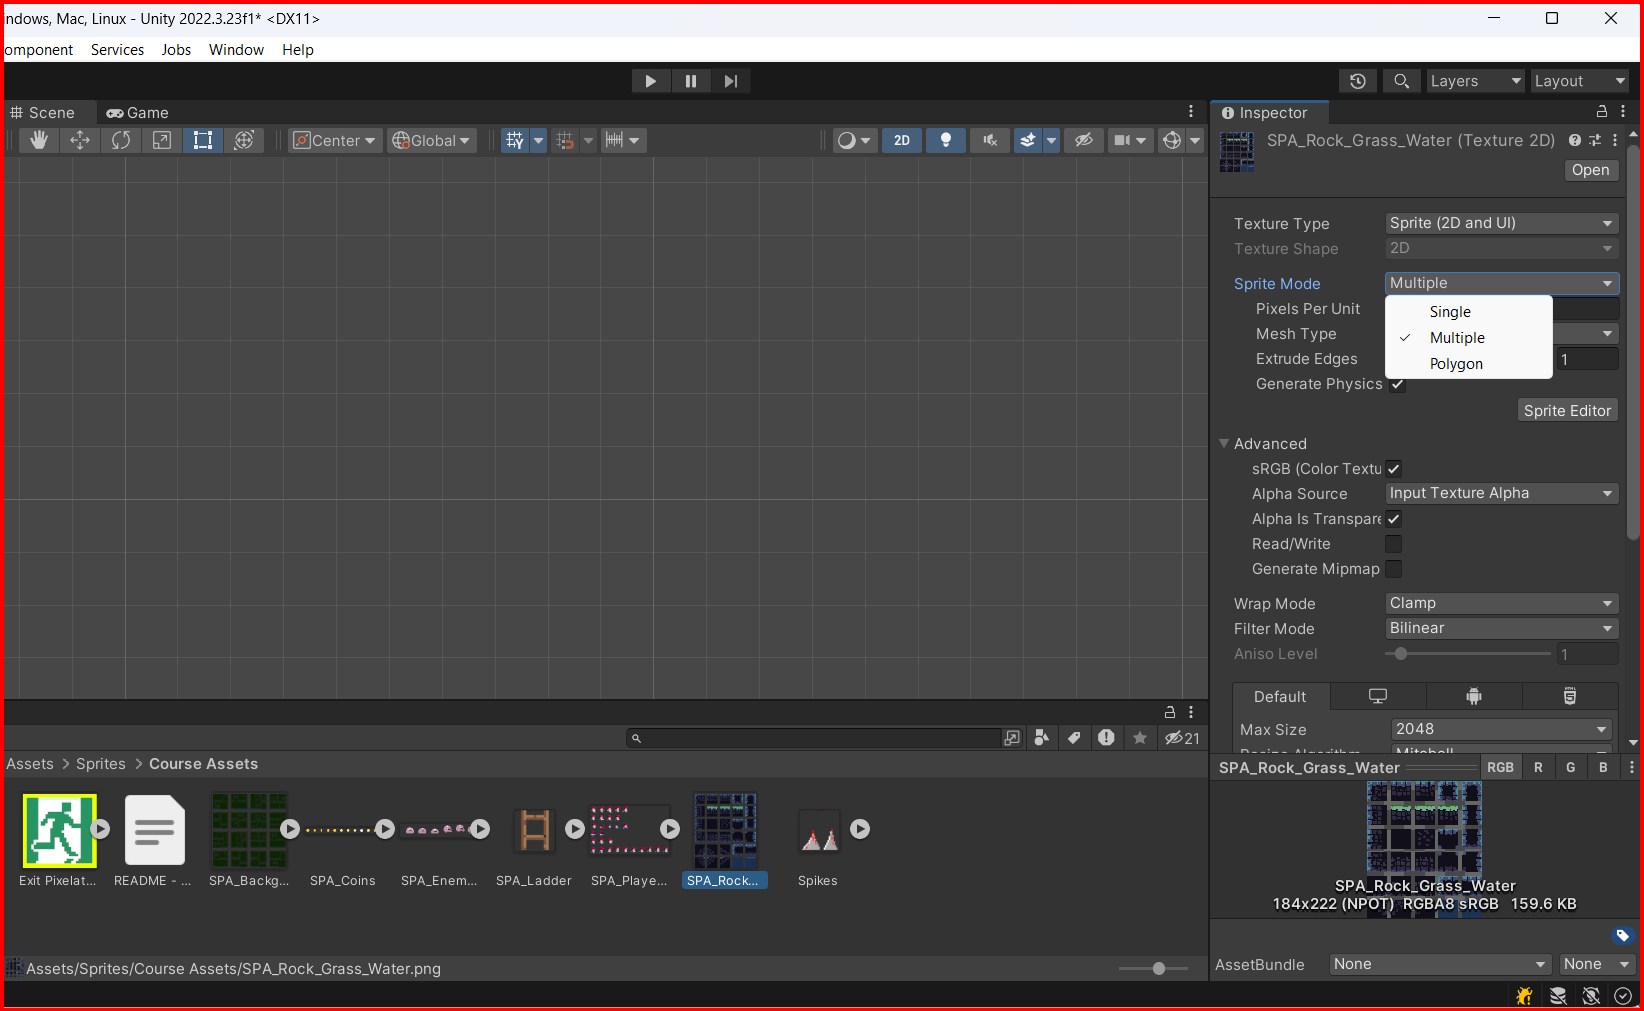 indows, Mac, Linux - Unity 2022.3.23f1* <DX11>
omponent Services Jobs Window Help
Layers Layout
Scene Game
Inspector
Center Global 2D
SPA_Rock_Grass_Water (Texture 2D)
Open
Texture Type Sprite (2D and UI)
Texture Shape 2D
Sprite Mode Multiple
Pixels Per Unit
Single
Multiple
Polygon
Mesh Type
Extrude Edges 1
Generate Physics
Sprite Editor
Advanced
sRGB (Color Textu
Alpha Source Input Texture Alpha
Alpha Is Transpare
Read/Write
Generate Mipmap
Wrap Mode Clamp
Filter Mode Bilinear
Aniso Level 1
Default
Max Size 2048
Resize Algorithm Mitchell
21
Assets > Sprites > Course Assets
SPA_Rock_Grass_Water RGB R G B
Exit Pixelat... README - ... SPA_Backg... SPA_Coins SPA_Enem... SPA_Ladder SPA_Playe... SPA_Rock... Spikes
SPA_Rock_Grass_Water
184x222 (NPOT) RGBA8 sRGB 159.6 KB
Assets/Sprites/Course Assets/SPA_Rock_Grass_Water.png
AssetBundle None None